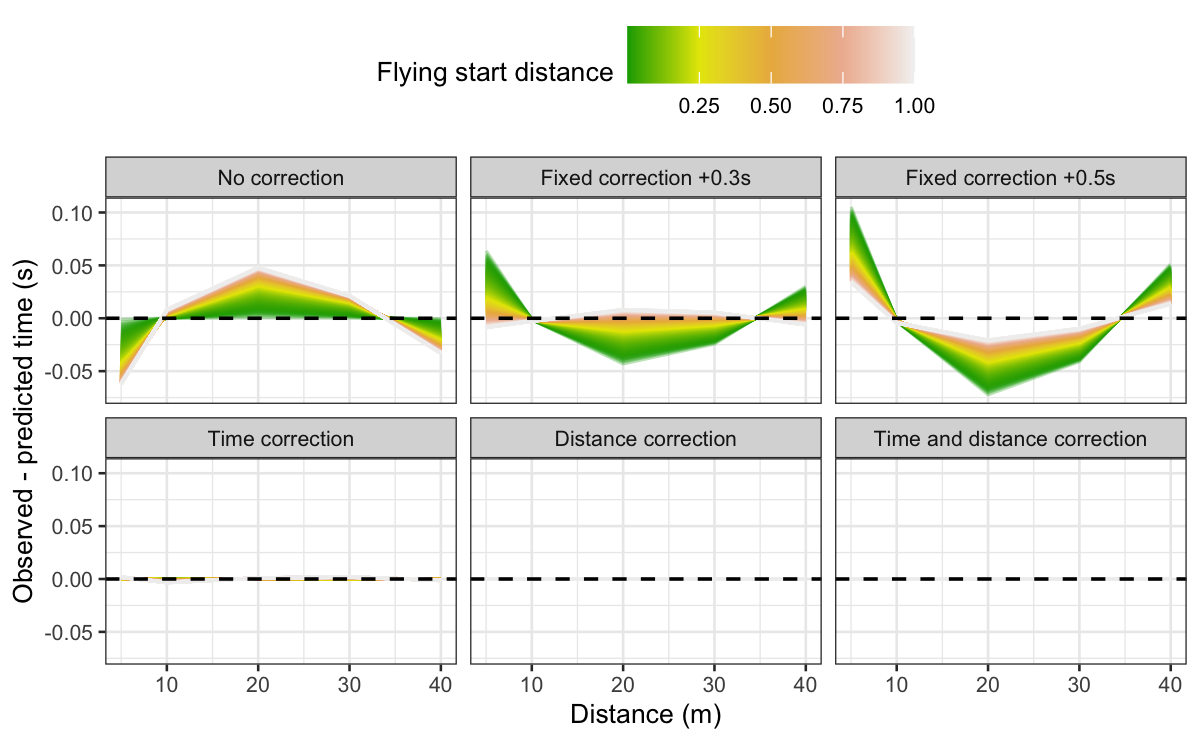 Flying start distance
0.25 0.50 0.75 1.00
No correction Fixed correction +0.3s Fixed correction +0.5s
0.10
0.05
0.00
-0.05
Time correction Distance correction Time and distance correction
0.10
0.05
0.00
-0.05
Observed - predicted time (s)
10 20 30 40 10 20 30 40 10 20 30 40
Distance (m)